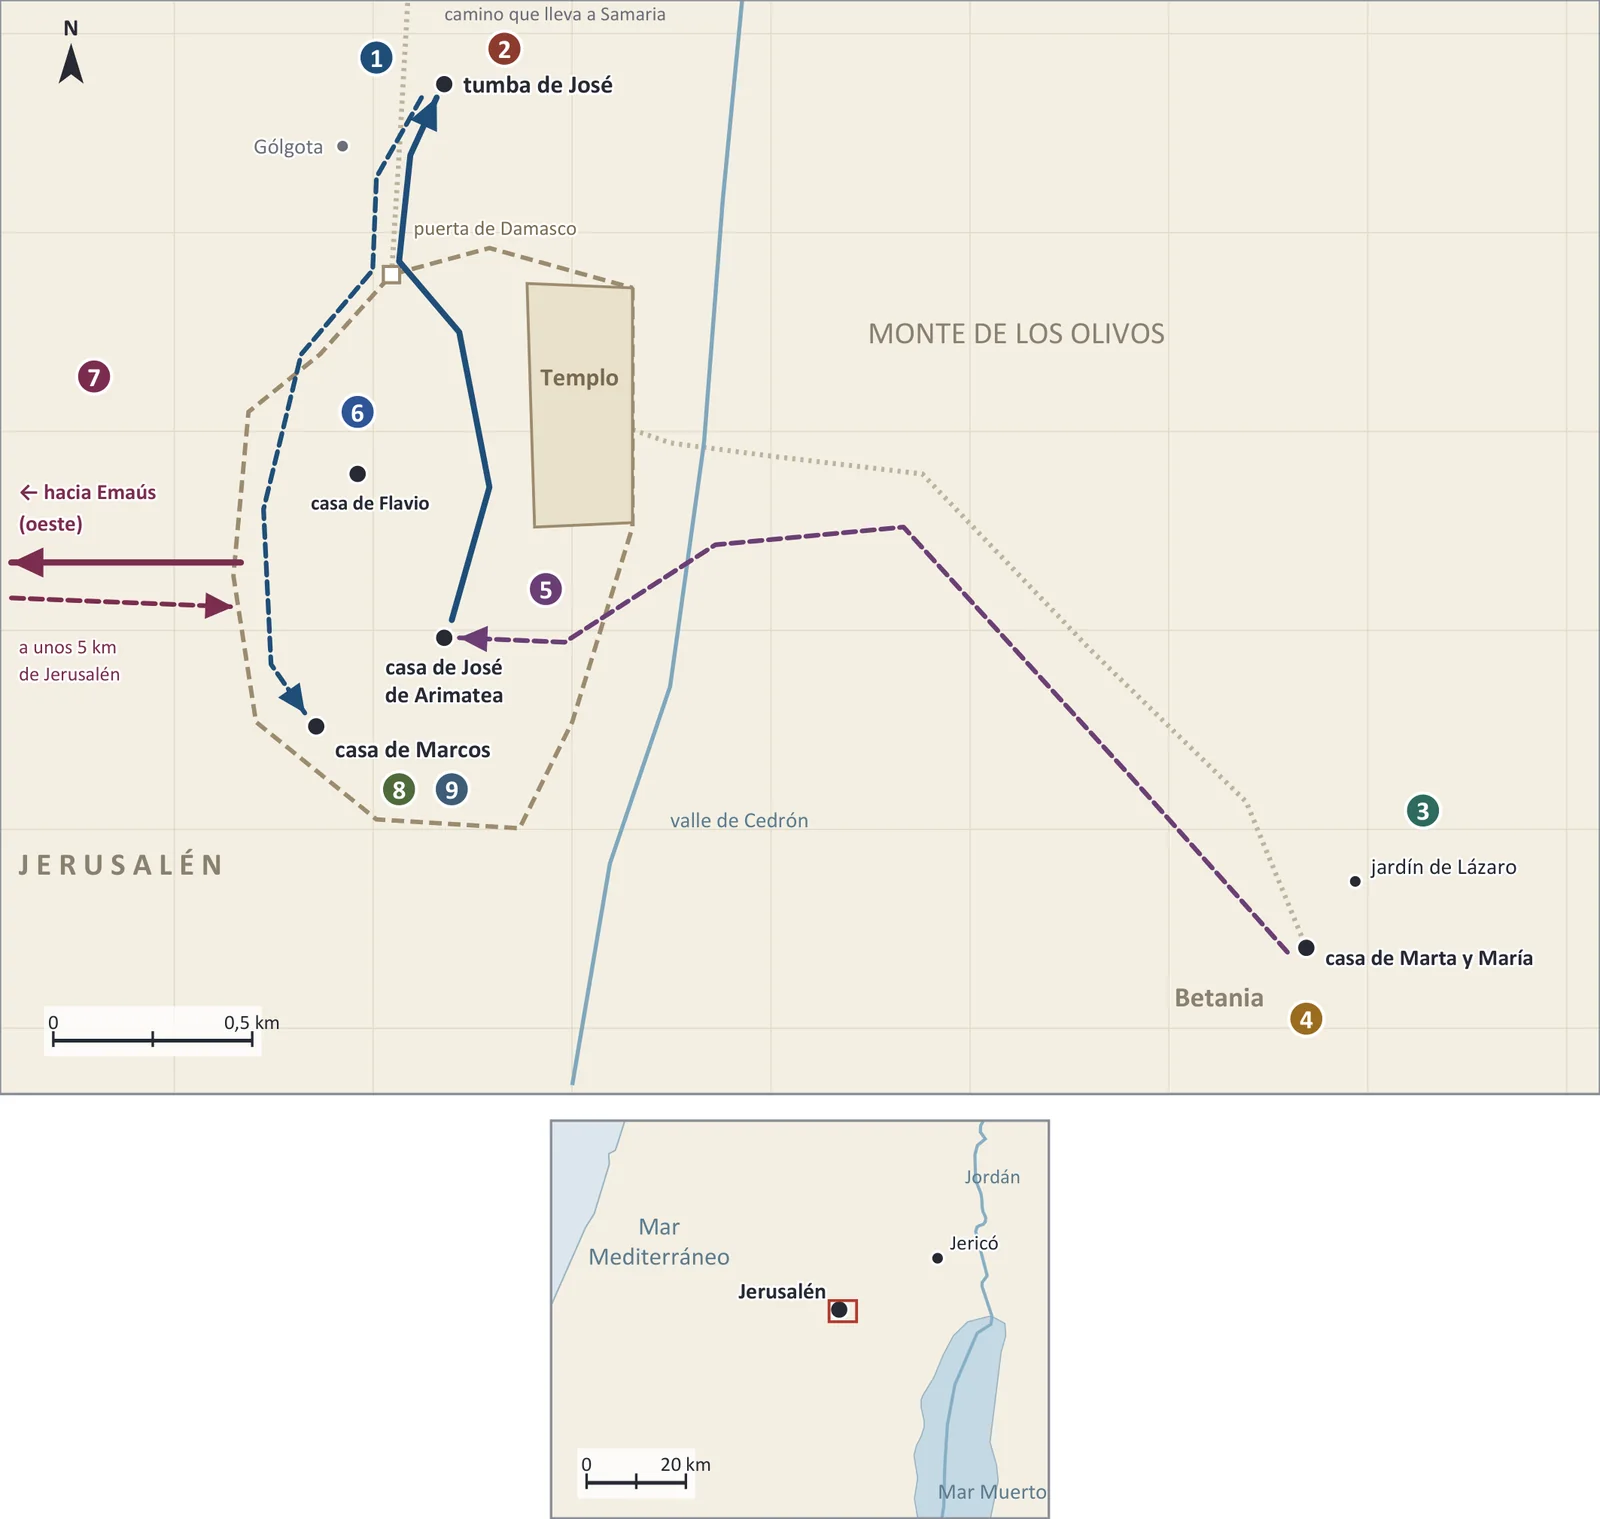 camino que lleva a Samaria
N
1
2
tumba de José
Gólgota
puerta de Damasco
MONTE DE LOS OLIVOS
Templo
7
6
← hacia Emaús
(oeste)
casa de Flavio
5
a unos 5 km
de Jerusalén
casa de José
de Arimatea
casa de Marcos
8
9
valle de Cedrón
3
JERUSALÉN
jardín de Lázaro
casa de Marta y María
Betania
4
0
0,5 km
Jordán
Mar
Mediterráneo
Jericó
Jerusalén
0
20 km
Mar Muerto